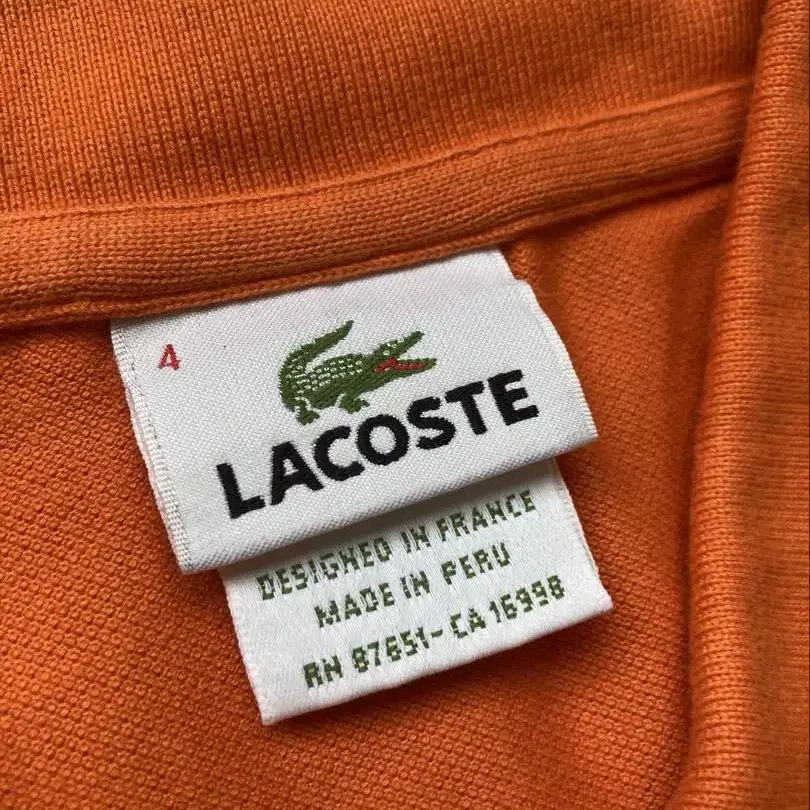 4
LACOSTE
DESIGNED IN FRANCE
MADE IN PERU
RN 87651-CA 16998